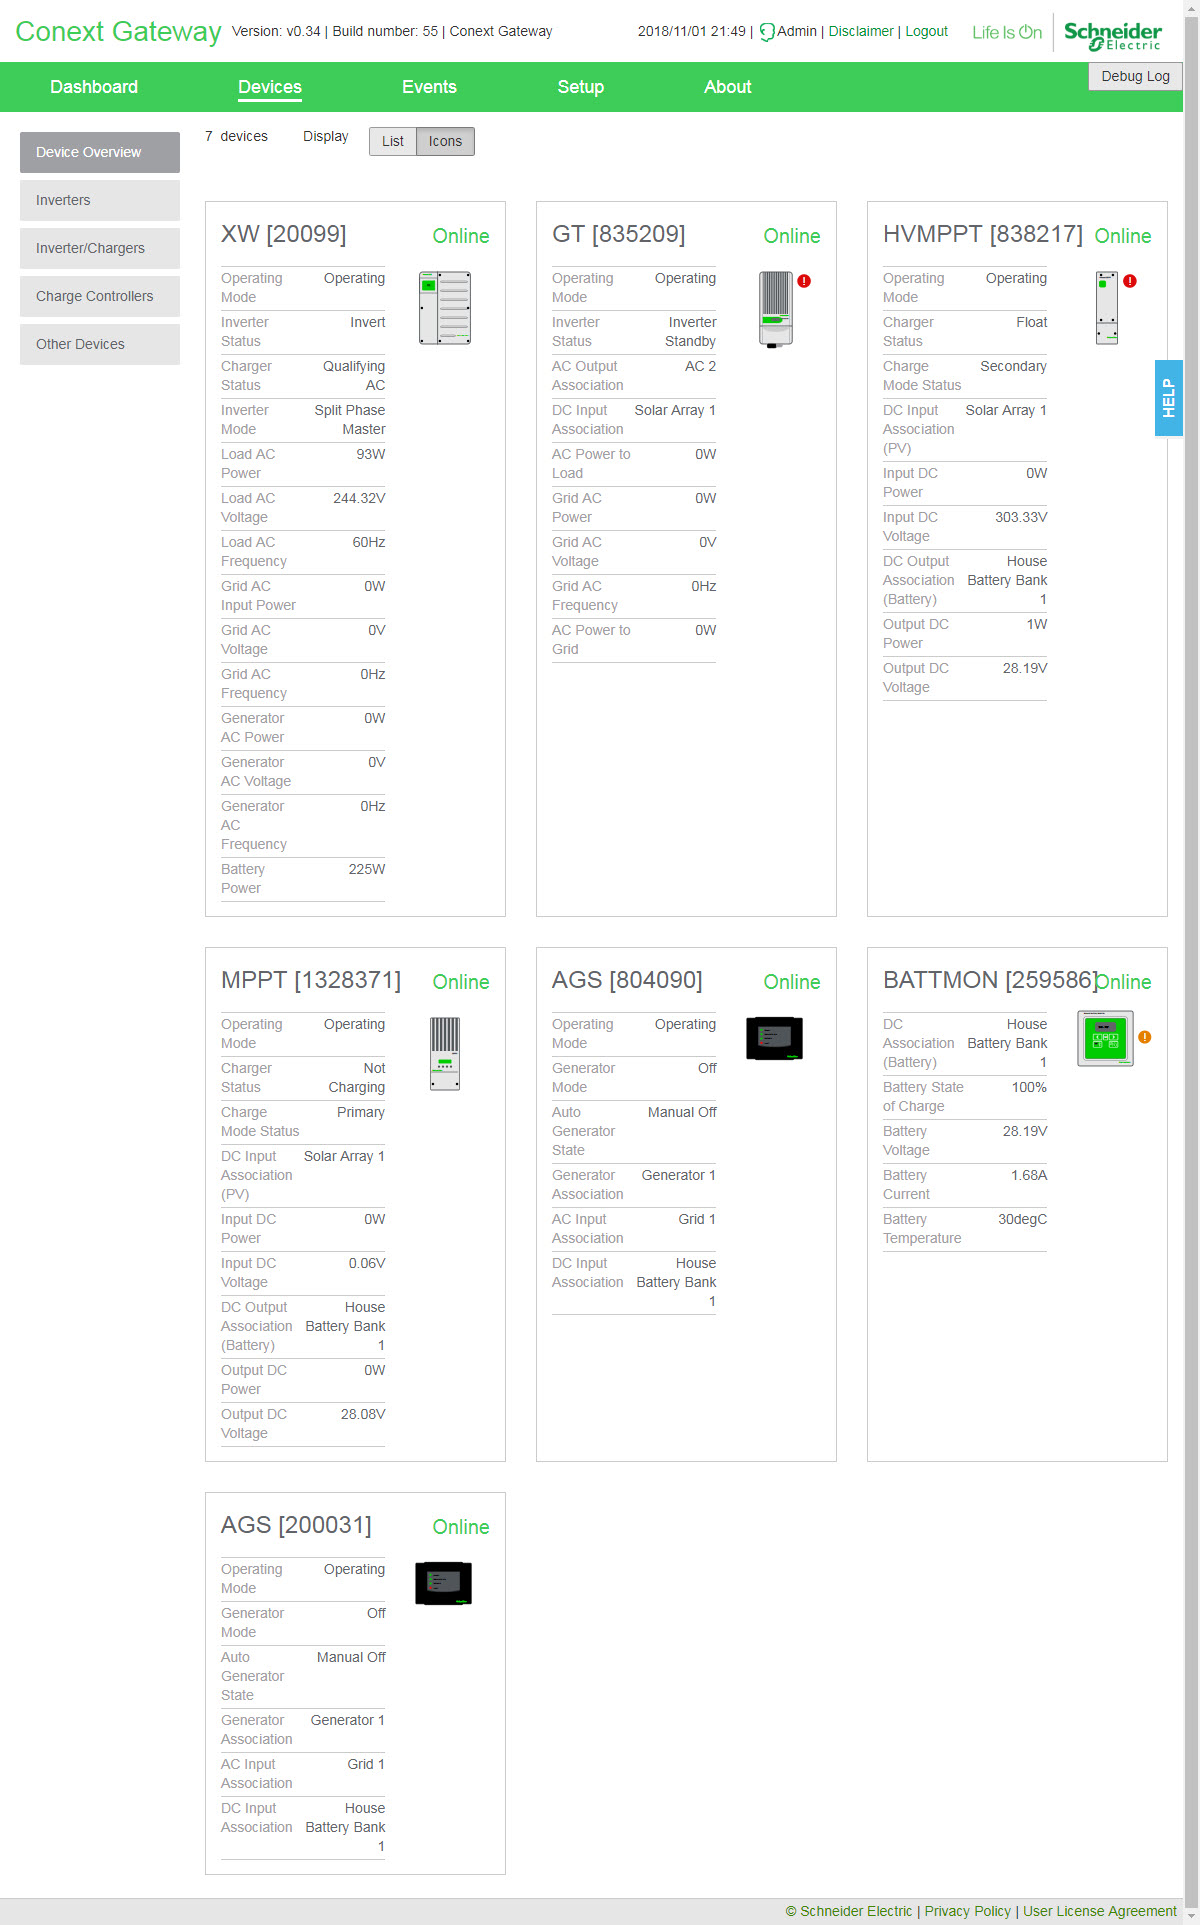 Conext Gateway Version: v0.34 | Build number: 55 | Conext Gateway 2018/11/01 21:49 | Admin | Disclaimer | Logout Life Is On Schneider Electric
Dashboard Devices Events Setup About Debug Log
Device Overview
Inverters
Inverter/Chargers
Charge Controllers
Other Devices
7 devices Display List Icons
HELP
XW [20099] Online
Operating Operating
Mode
Inverter Invert
Status
Charger Qualifying
Status AC
Inverter Split Phase
Mode Master
Load AC 93W
Power
Load AC 244.32V
Voltage
Load AC 60Hz
Frequency
Grid AC 0W
Input Power
Grid AC 0V
Voltage
Grid AC 0Hz
Frequency
Generator 0W
AC Power
Generator 0V
AC Voltage
Generator 0Hz
AC
Frequency
Battery 225W
Power
GT [835209] Online
Operating Operating
Mode
Inverter Inverter
Status Standby
AC Output AC 2
Association
DC Input Solar Array 1
Association
AC Power to 0W
Load
Grid AC 0W
Power
Grid AC 0V
Voltage
Grid AC 0Hz
Frequency
AC Power to 0W
Grid
HVMPPT [838217] Online
Operating Operating
Mode
Charger Float
Status
Charge Secondary
Mode Status
DC Input Solar Array 1
Association
(PV)
Input DC 0W
Power
Input DC 303.33V
Voltage
DC Output House
Association Battery Bank
(Battery) 1
Output DC 1W
Power
Output DC 28.19V
Voltage
MPPT [1328371] Online
Operating Operating
Mode
Charger Not
Status Charging
Charge Primary
Mode Status
DC Input Solar Array 1
Association
(PV)
Input DC 0W
Power
Input DC 0.06V
Voltage
DC Output House
Association Battery Bank
(Battery) 1
Output DC 0W
Power
Output DC 28.08V
Voltage
AGS [804090] Online
Operating Operating
Mode
Generator Off
Mode
Auto Manual Off
Generator
State
Generator Generator 1
Association
AC Input Grid 1
Association
DC Input House
Association Battery Bank
1
BATTMON [259586] Online
DC House
Association Battery Bank
(Battery) 1
Battery State 100%
of Charge
Battery 28.19V
Voltage
Battery 1.68A
Current
Battery 30degC
Temperature
AGS [200031] Online
Operating Operating
Mode
Generator Off
Mode
Auto Manual Off
Generator
State
Generator Generator 1
Association
AC Input Grid 1
Association
DC Input House
Association Battery Bank
1
© Schneider Electric | Privacy Policy | User License Agreement